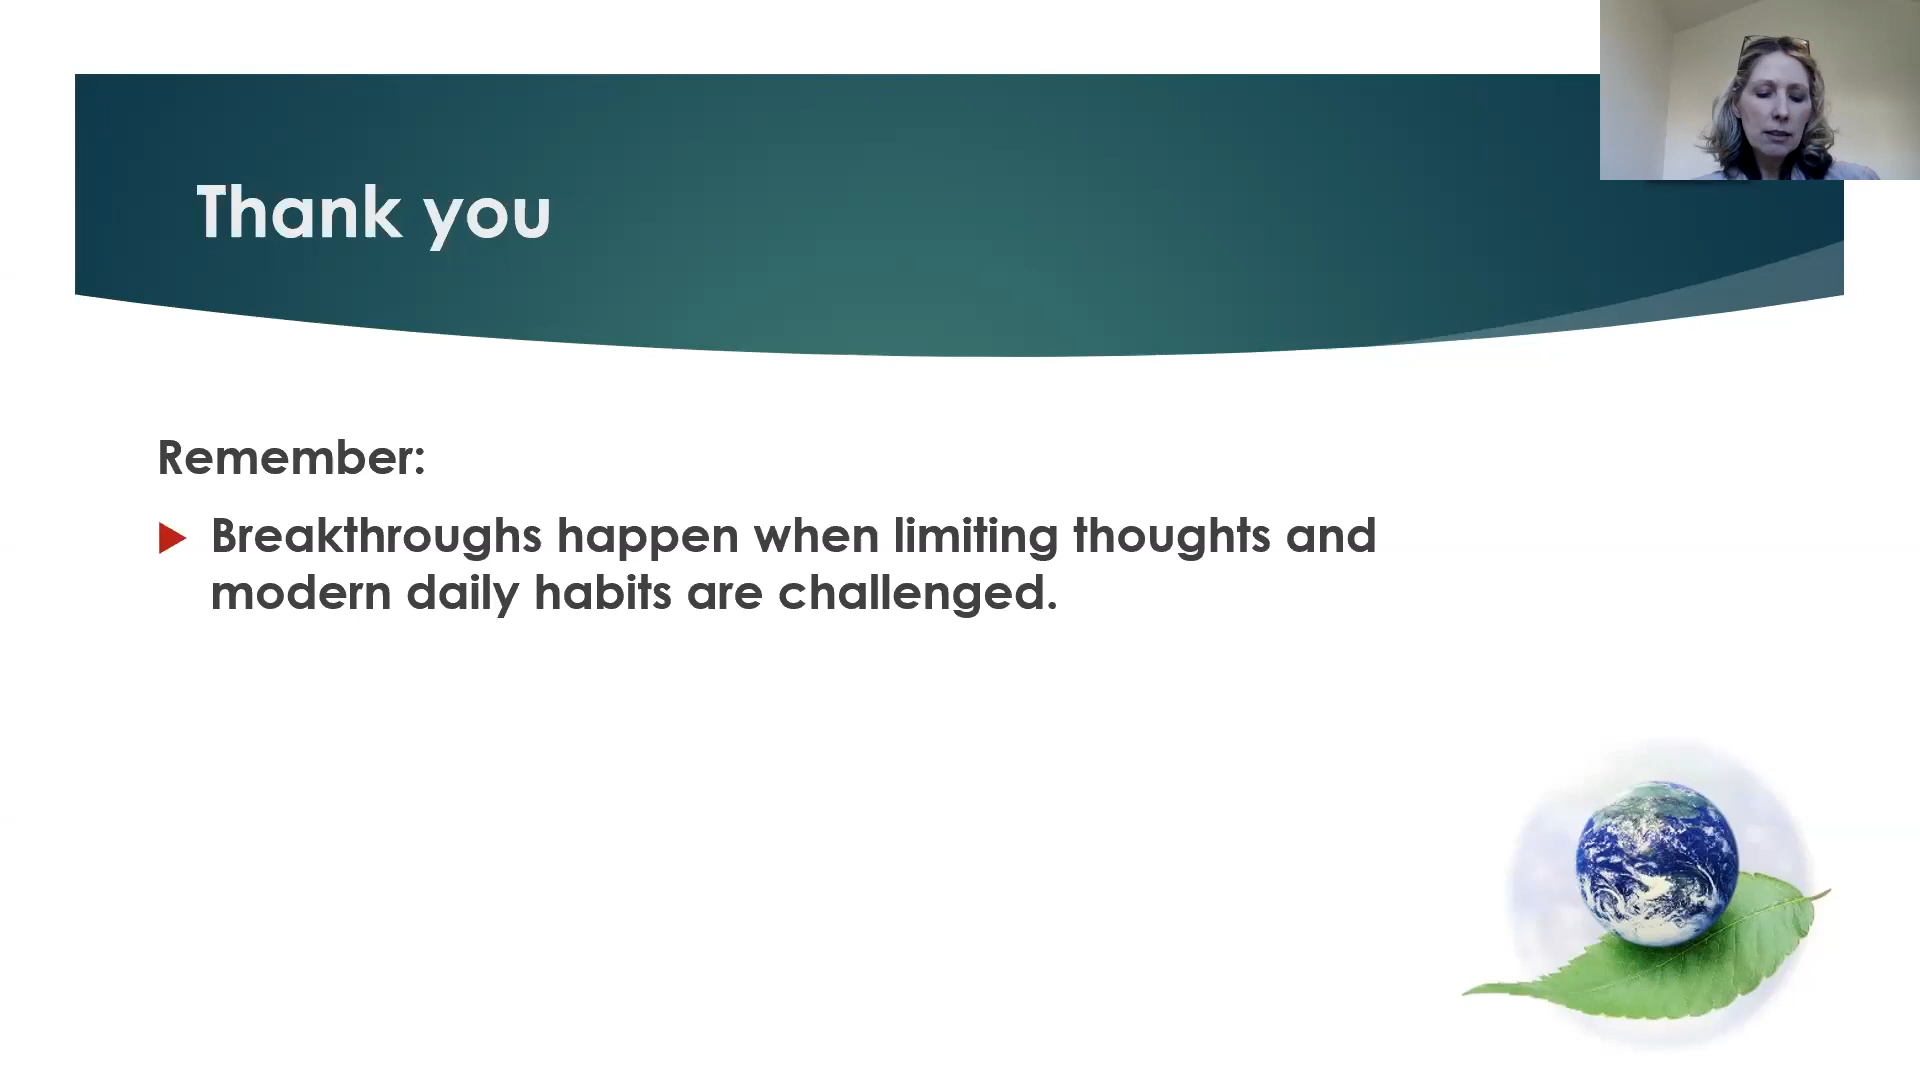 Thank you
Remember:
Breakthroughs happen when limiting thoughts and
modern daily habits are challenged.